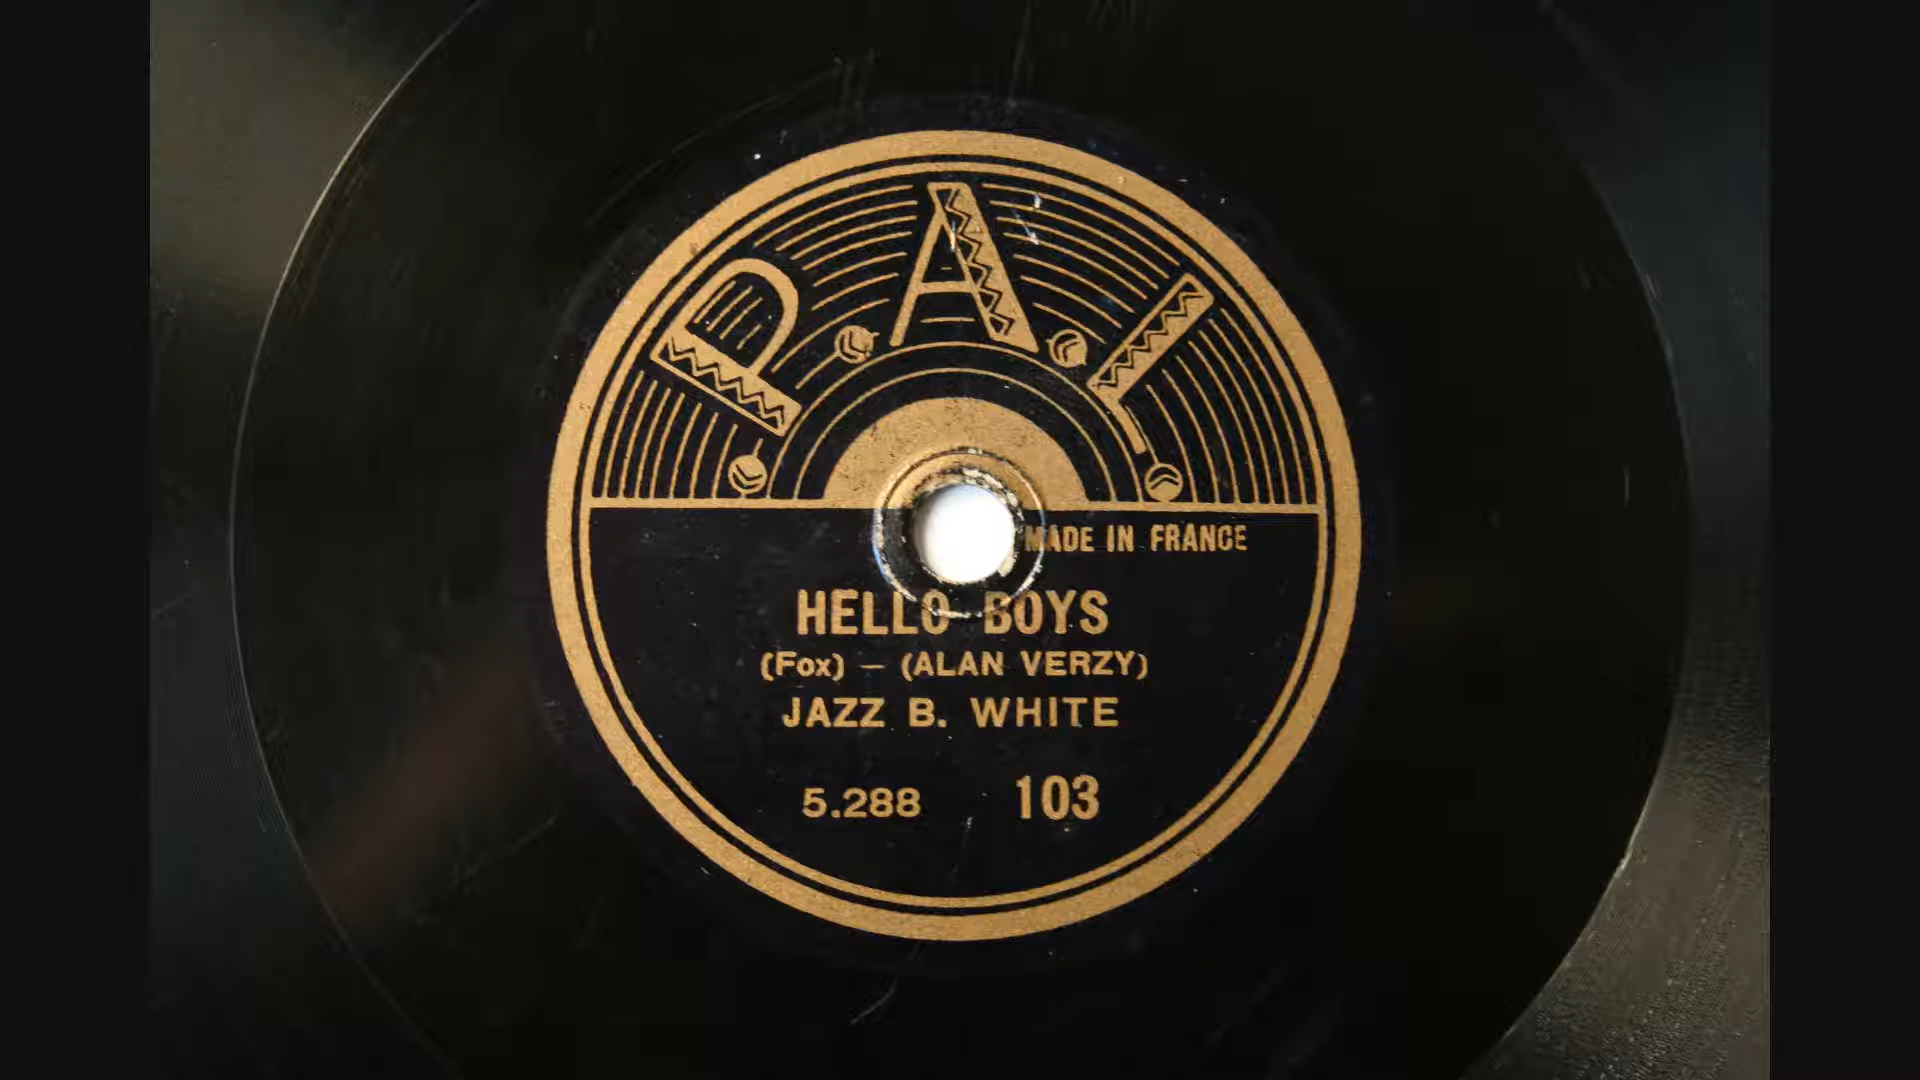 .P.A.L.
MADE IN FRANCE
HELLO BOYS
(Fox) – (ALAN VERZY)
JAZZ B. WHITE
5.288 103